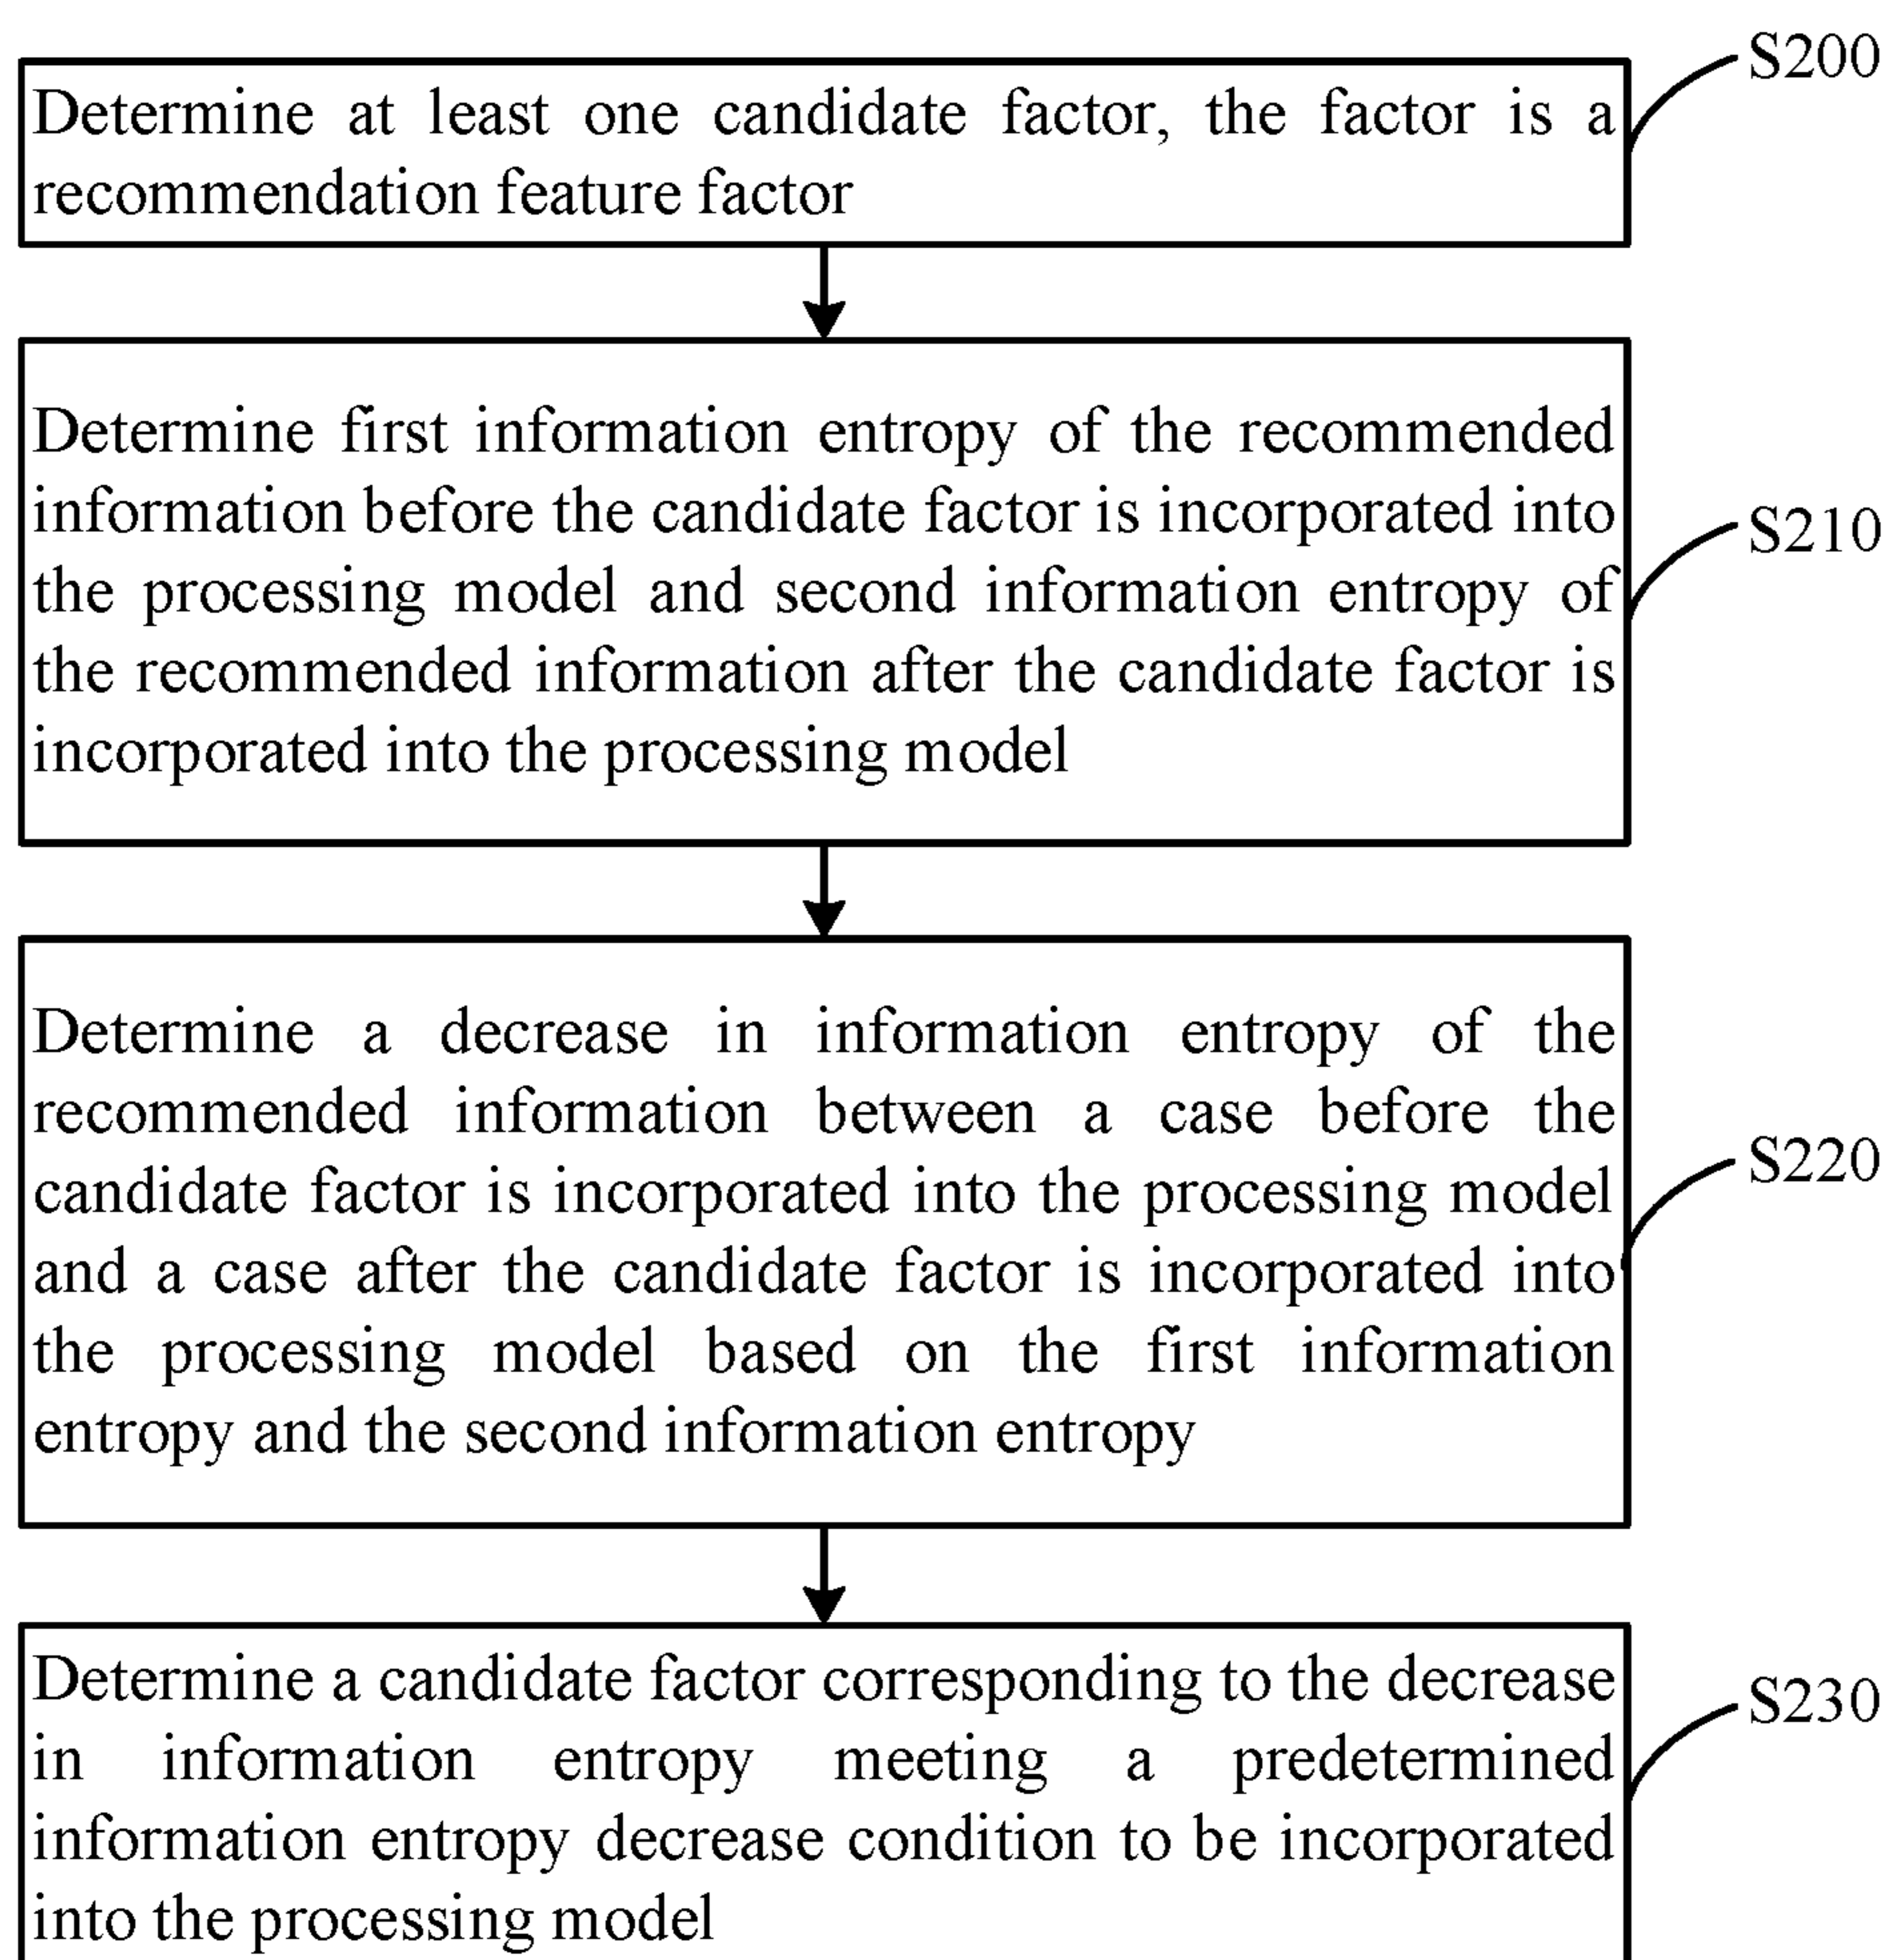 S200
Determine at least one candidate factor, the factor is a
recommendation feature factor
Determine first information entropy of the recommended
information before the candidate factor is incorporated into
the processing model and second information entropy of
the recommended information after the candidate factor is
incorporated into the processing model
S210
Determine a decrease in information entropy of the
recommended information between a case before the
candidate factor is incorporated into the processing model
and a case after the candidate factor is incorporated into
the processing model based on the first information
entropy and the second information entropy
S220
Determine a candidate factor corresponding to the decrease
in information entropy meeting a predetermined
information entropy decrease condition to be incorporated
into the processing model
S230